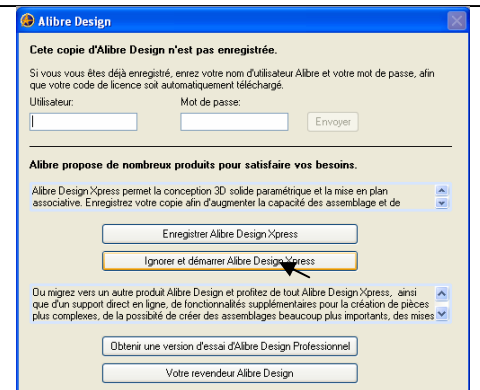 Alibre Design
Cete copie d'Alibre Design n'est pas enregistrée.
Si vous vous êtes déjà enregistré, enrez votre nom d'utilisateur Alibre et votre mot de passe, afin
que votre code de licence soit automatiquement téléchargé.
Utilisateur: Mot de passe:
Envoyer
Alibre propose de nombreux produits pour satisfaire vos besoins.
Alibre Design Xpress permet la conception 3D solide paramétrique et la mise en plan
associative. Enregistrez votre copie afin d'augmenter la capacité des assemblage et de
Enregistrer Alibre Design Xpress
Ignorer et démarrer Alibre Design Xpress
Ou migrez vers un autre produit Alibre Design et profitez de tout Alibre Design Xpress, ainsi
que d'un support direct en ligne, de fonctionnalités supplémentaires pour la création de pièces
plus complexes, de la possibité de créer des assemblages beaucoup plus importants, des mises
Obtenir une version d'essai d'Alibre Design Professionnel
Votre revendeur Alibre Design